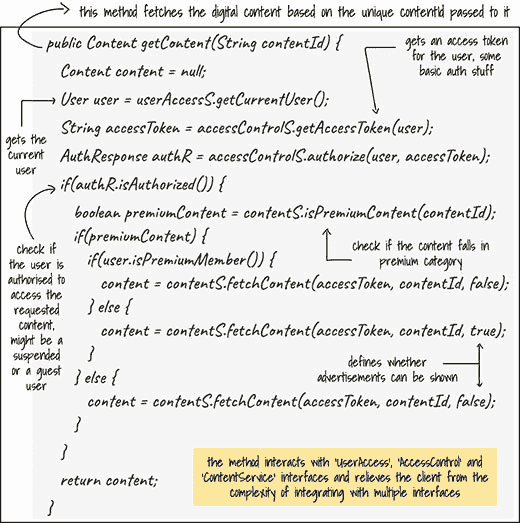 this method fetches the digital content based on the unique contentId passed to it
public Content getContent(String contentId) {
Content content = null;
gets an access token
for the user, some
basic auth stuff
User user = userAccessS.getCurrentUser();
gets the
current
user
String accessToken = accessControlS.getAccessToken(user);
AuthResponse authR = accessControlS.authorize(user, accessToken);
if(authR.isAuthorized()) {
check if
the user is
authorised to
access the
requested
content,
might be a
suspended
or a guest
user
boolean premiumContent = contentS.isPremiumContent(contentId);
if(premiumContent) {
check if the content falls in
premium category
if(user.isPremiumMember()) {
content = contentS.fetchContent(accessToken, contentId, false);
} else {
content = contentS.fetchContent(accessToken, contentId, true);
}
defines whether
advertisements can be shown
} else {
content = contentS.fetchContent(accessToken, contentId, false);
}
}
the method interacts with 'UserAccess', 'AccessControl' and
'ContentService' interfaces and relieves the client from the
complexity of integrating with multiple interfaces
return content;
}